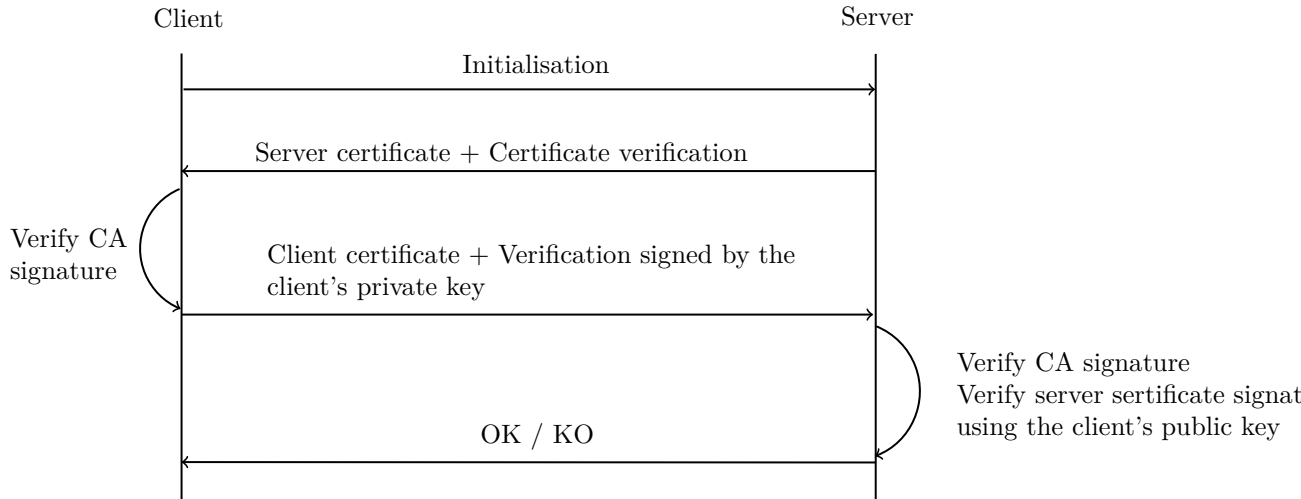 Client
Server
Initialisation
Server certificate + Certificate verification
Verify CA
signature
Client certificate + Verification signed by the
client's private key
Verify CA signature
Verify server sertificate signat
using the client's public key
OK / KO